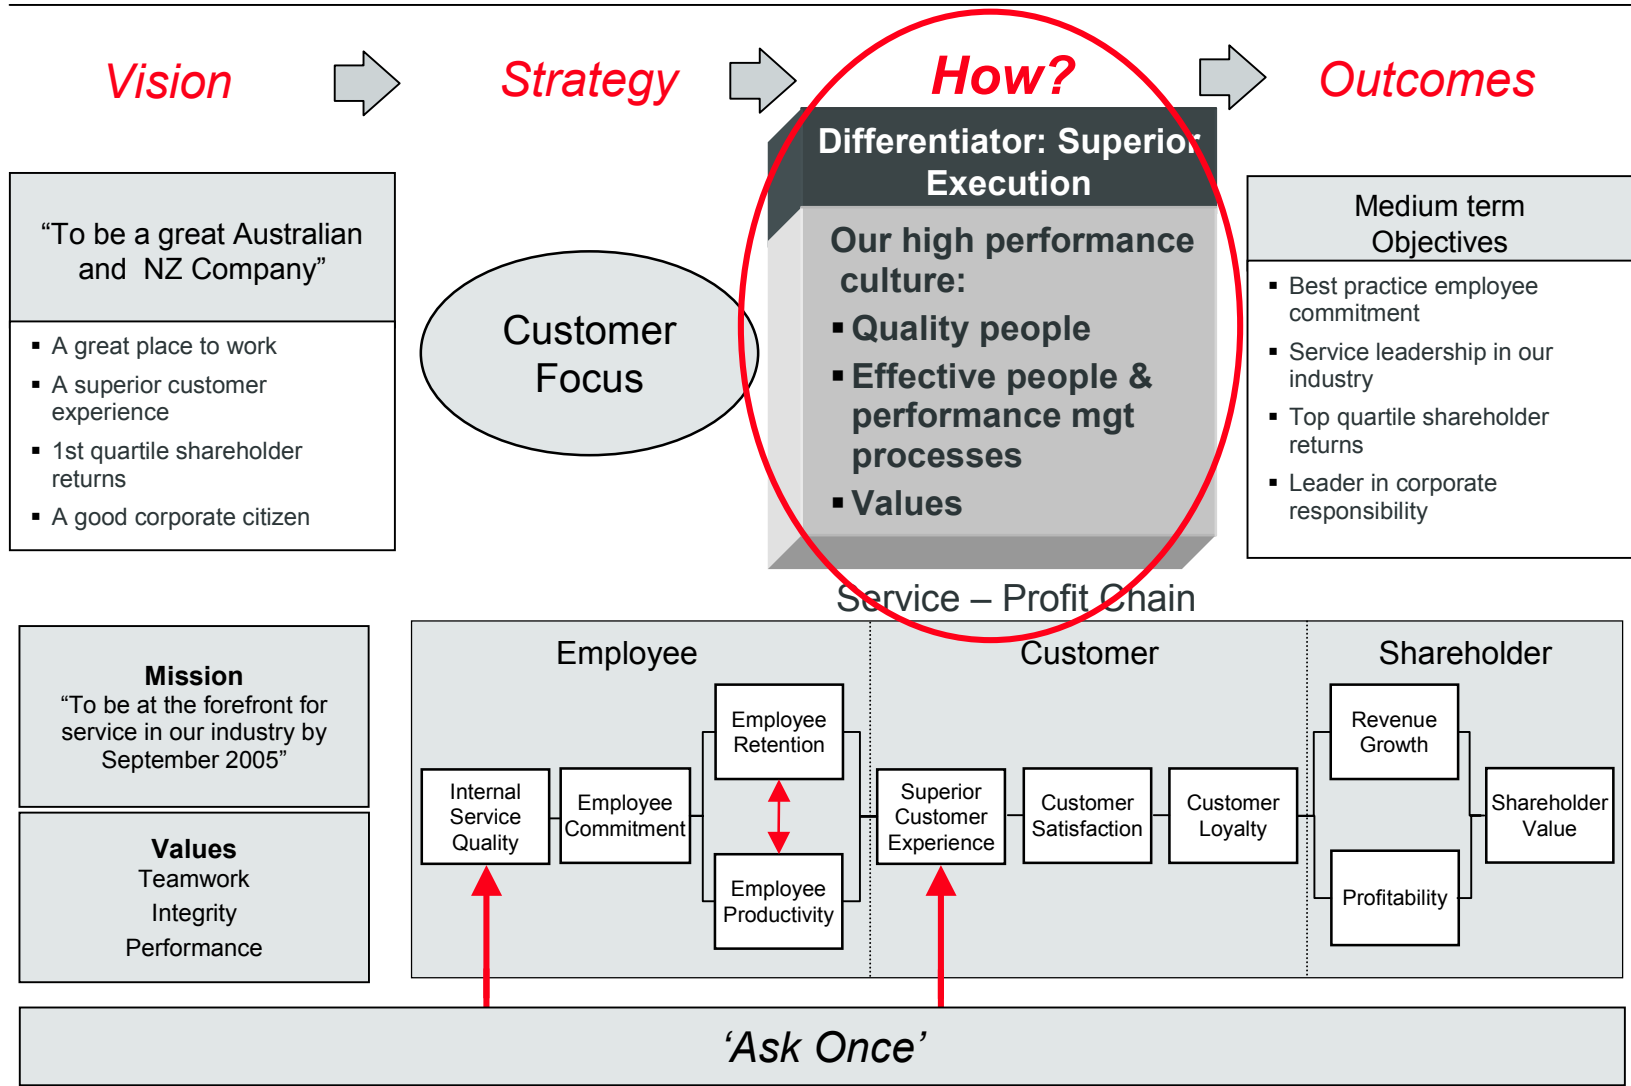 Vision
Strategy
How?
Outcomes
“To be a great Australian
and NZ Company”
▪ A great place to work
▪ A superior customer
experience
▪ 1st quartile shareholder
returns
▪ A good corporate citizen
Customer
Focus
Differentiator: Superior
Execution
Our high performance
culture:
▪ Quality people
▪ Effective people &
performance mgt
processes
▪ Values
Medium term
Objectives
▪ Best practice employee
commitment
▪ Service leadership in our
industry
▪ Top quartile shareholder
returns
▪ Leader in corporate
responsibility
Mission
“To be at the forefront for
service in our industry by
September 2005”
Values
Teamwork
Integrity
Performance
Service – Profit Chain
Employee
Customer
Shareholder
Internal
Service
Quality
Employee
Commitment
Employee
Retention
Employee
Productivity
Superior
Customer
Experience
Customer
Satisfaction
Customer
Loyalty
Revenue
Growth
Profitability
Shareholder
Value
‘Ask Once’